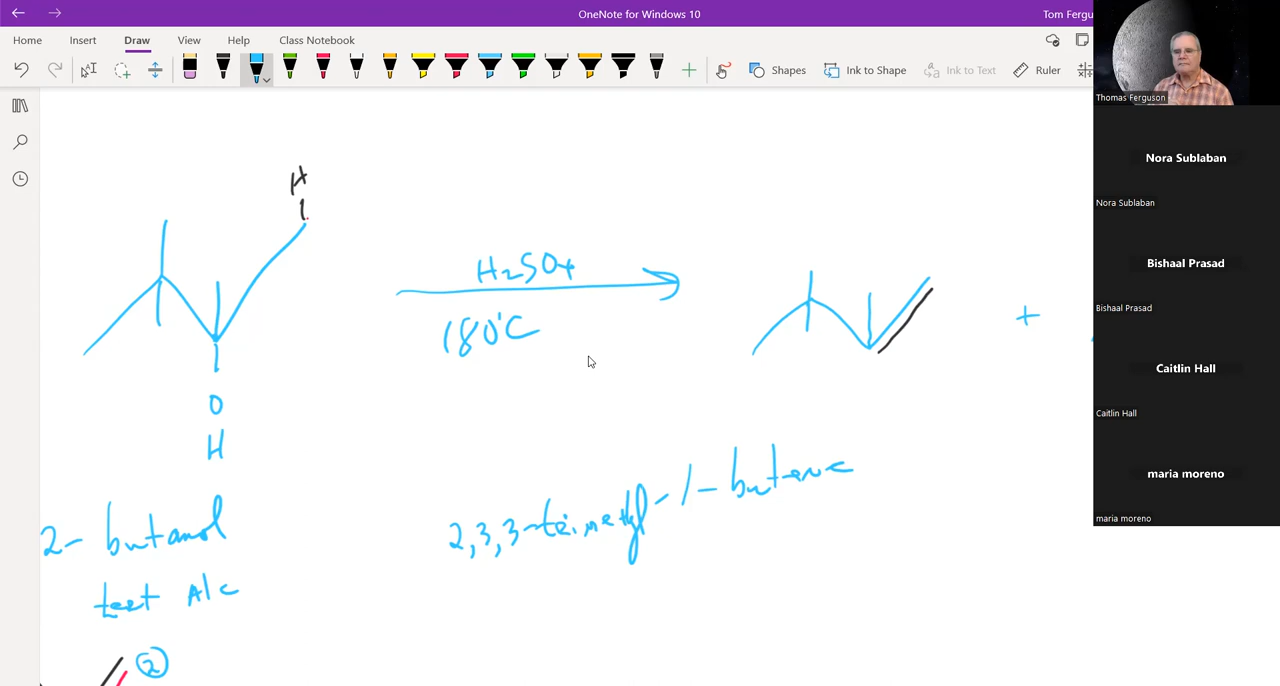 OneNote for Windows 10
Tom Fergu
Home Insert Draw View Help Class Notebook
Shapes Ink to Shape Ink to Text Ruler
Thomas Ferguson
Nora Sublaban
Nora Sublaban
Bishaal Prasad
Bishaal Prasad
Caitlin Hall
Caitlin Hall
maria moreno
maria moreno
H
H2SO4
180°C
+
O
H
2- butanol
tert Alc
2,3,3-trimethyl-1-butene
②